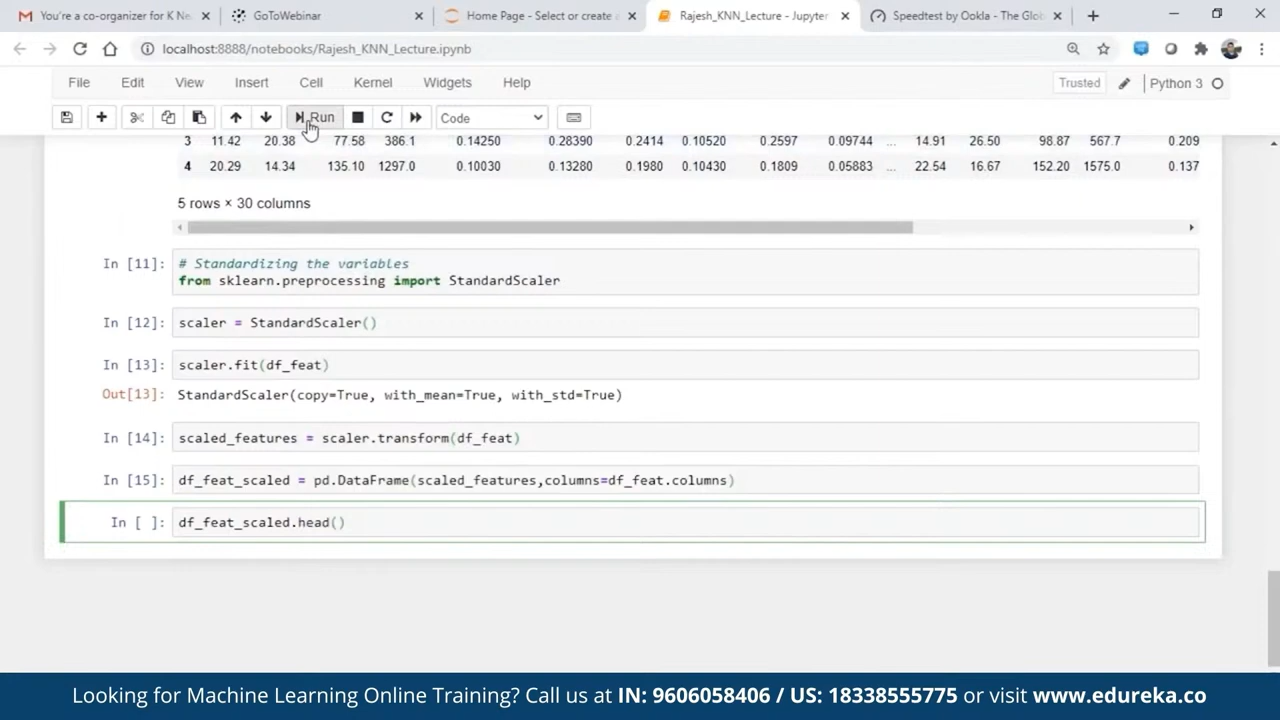 You're a co-organizer for K Ne
GoToWebinar
Home Page - Select or create a
Rajesh_KNN_Lecture - Jupyter
Speedtest by Ookla - The Glob
localhost:8888/notebooks/Rajesh_KNN_Lecture.ipynb
File Edit View Insert Cell Kernel Widgets Help Trusted Python 3
Run Code
3 11.42 20.38 77.58 386.1 0.14250 0.28390 0.2414 0.10520 0.2597 0.09744 ... 14.91 26.50 98.87 567.7 0.209
4 20.29 14.34 135.10 1297.0 0.10030 0.13280 0.1980 0.10430 0.1809 0.05883 ... 22.54 16.67 152.20 1575.0 0.137
5 rows × 30 columns
In [11]: # Standardizing the variables
from sklearn.preprocessing import StandardScaler
In [12]: scaler = StandardScaler()
In [13]: scaler.fit(df_feat)
Out[13]: StandardScaler(copy=True, with_mean=True, with_std=True)
In [14]: scaled_features = scaler.transform(df_feat)
In [15]: df_feat_scaled = pd.DataFrame(scaled_features,columns=df_feat.columns)
In [ ]: df_feat_scaled.head()
Looking for Machine Learning Online Training? Call us at IN: 9606058406 / US: 18338555775 or visit www.edureka.co